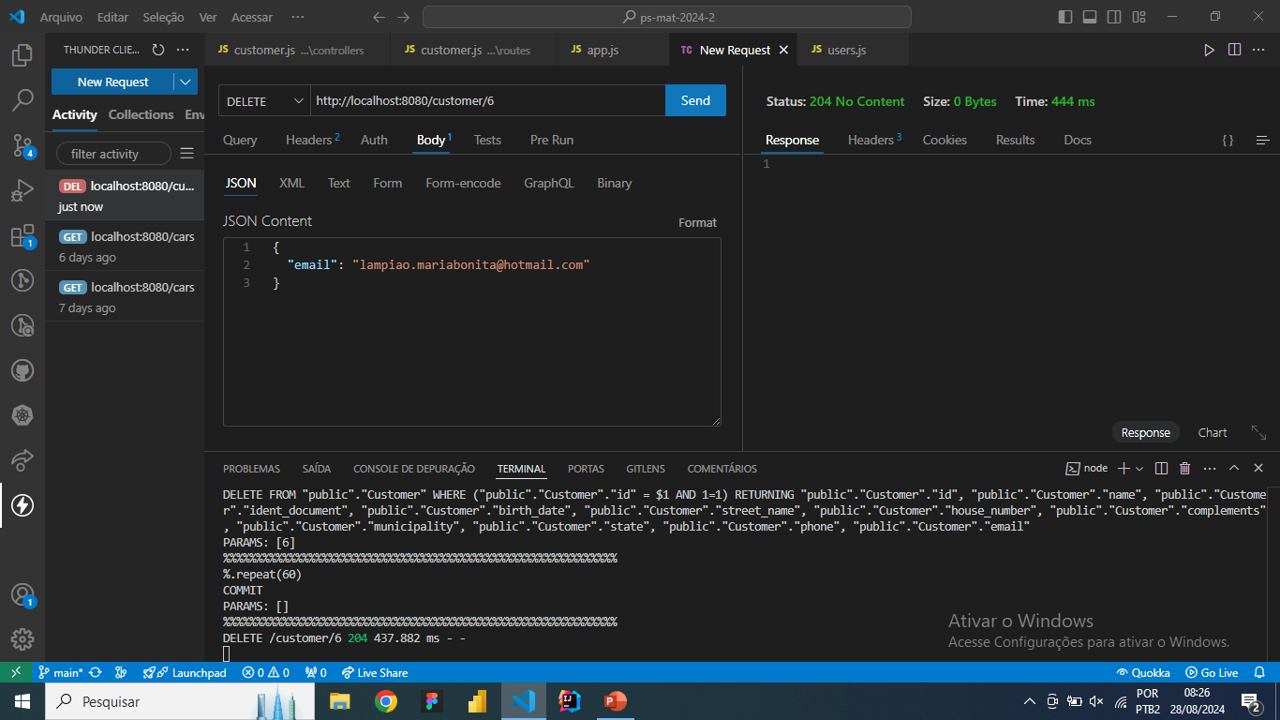 Arquivo Editar Seleção Ver Acessar ··· ps-mat-2024-2
THUNDER CLIE... ···
JS customer.js ...\controllers JS customer.js ...\routes JS app.js TC New Request JS users.js ···
New Request
Activity Collections Env
filter activity
DEL localhost:8080/cu...
just now
GET localhost:8080/cars
6 days ago
GET localhost:8080/cars
7 days ago
4
1
1
DELETE http://localhost:8080/customer/6 Send
Query Headers 2 Auth Body 1 Tests Pre Run
JSON XML Text Form Form-encode GraphQL Binary
JSON Content Format
1 {
2 "email": "lampiao.mariabonita@hotmail.com"
3 }
Status: 204 No Content Size: 0 Bytes Time: 444 ms
Response Headers 3 Cookies Results Docs { }
1
Response Chart
PROBLEMAS SAÍDA CONSOLE DE DEPURAÇÃO TERMINAL PORTAS GITLENS COMENTÁRIOS node ···
DELETE FROM "public"."Customer" WHERE ("public"."Customer"."id" = $1 AND 1=1) RETURNING "public"."Customer"."id", "public"."Customer"."name", "public"."Custome
r"."ident_document", "public"."Customer"."birth_date", "public"."Customer"."street_name", "public"."Customer"."house_number", "public"."Customer"."complements"
, "public"."Customer"."municipality", "public"."Customer"."state", "public"."Customer"."phone", "public"."Customer"."email"
PARAMS: [6]
%%%%%%%%%%%%%%%%%%%%%%%%%%%%%%%%%%%%%%%%%%%%%%%%%%%%%%%%%%%%
%.repeat(60)
COMMIT
PARAMS: []
%%%%%%%%%%%%%%%%%%%%%%%%%%%%%%%%%%%%%%%%%%%%%%%%%%%%%%%%%%%%
DELETE /customer/6 204 437.882 ms - -
Ativar o Windows
Acesse Configurações para ativar o Windows.
main* Launchpad 0 0 0 Live Share Quokka Go Live
Pesquisar
POR
PTB2
08:26
28/08/2024
2